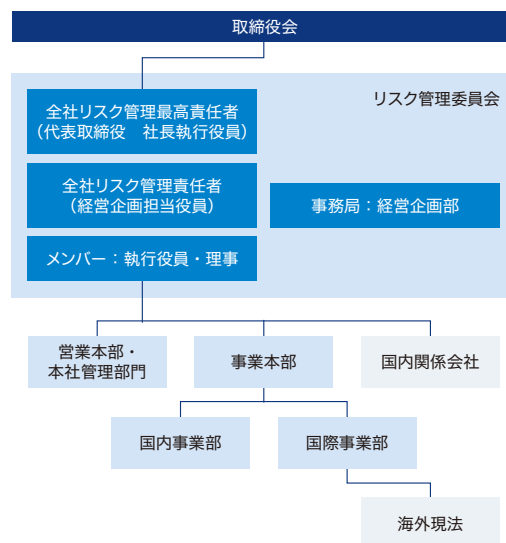 取締役会
リスク管理委員会
全社リスク管理最高責任者
（代表取締役　社長執行役員）
全社リスク管理責任者
（経営企画担当役員）
事務局：経営企画部
メンバー：執行役員・理事
営業本部・
本社管理部門
事業本部
国内関係会社
国内事業部
国際事業部
海外現法